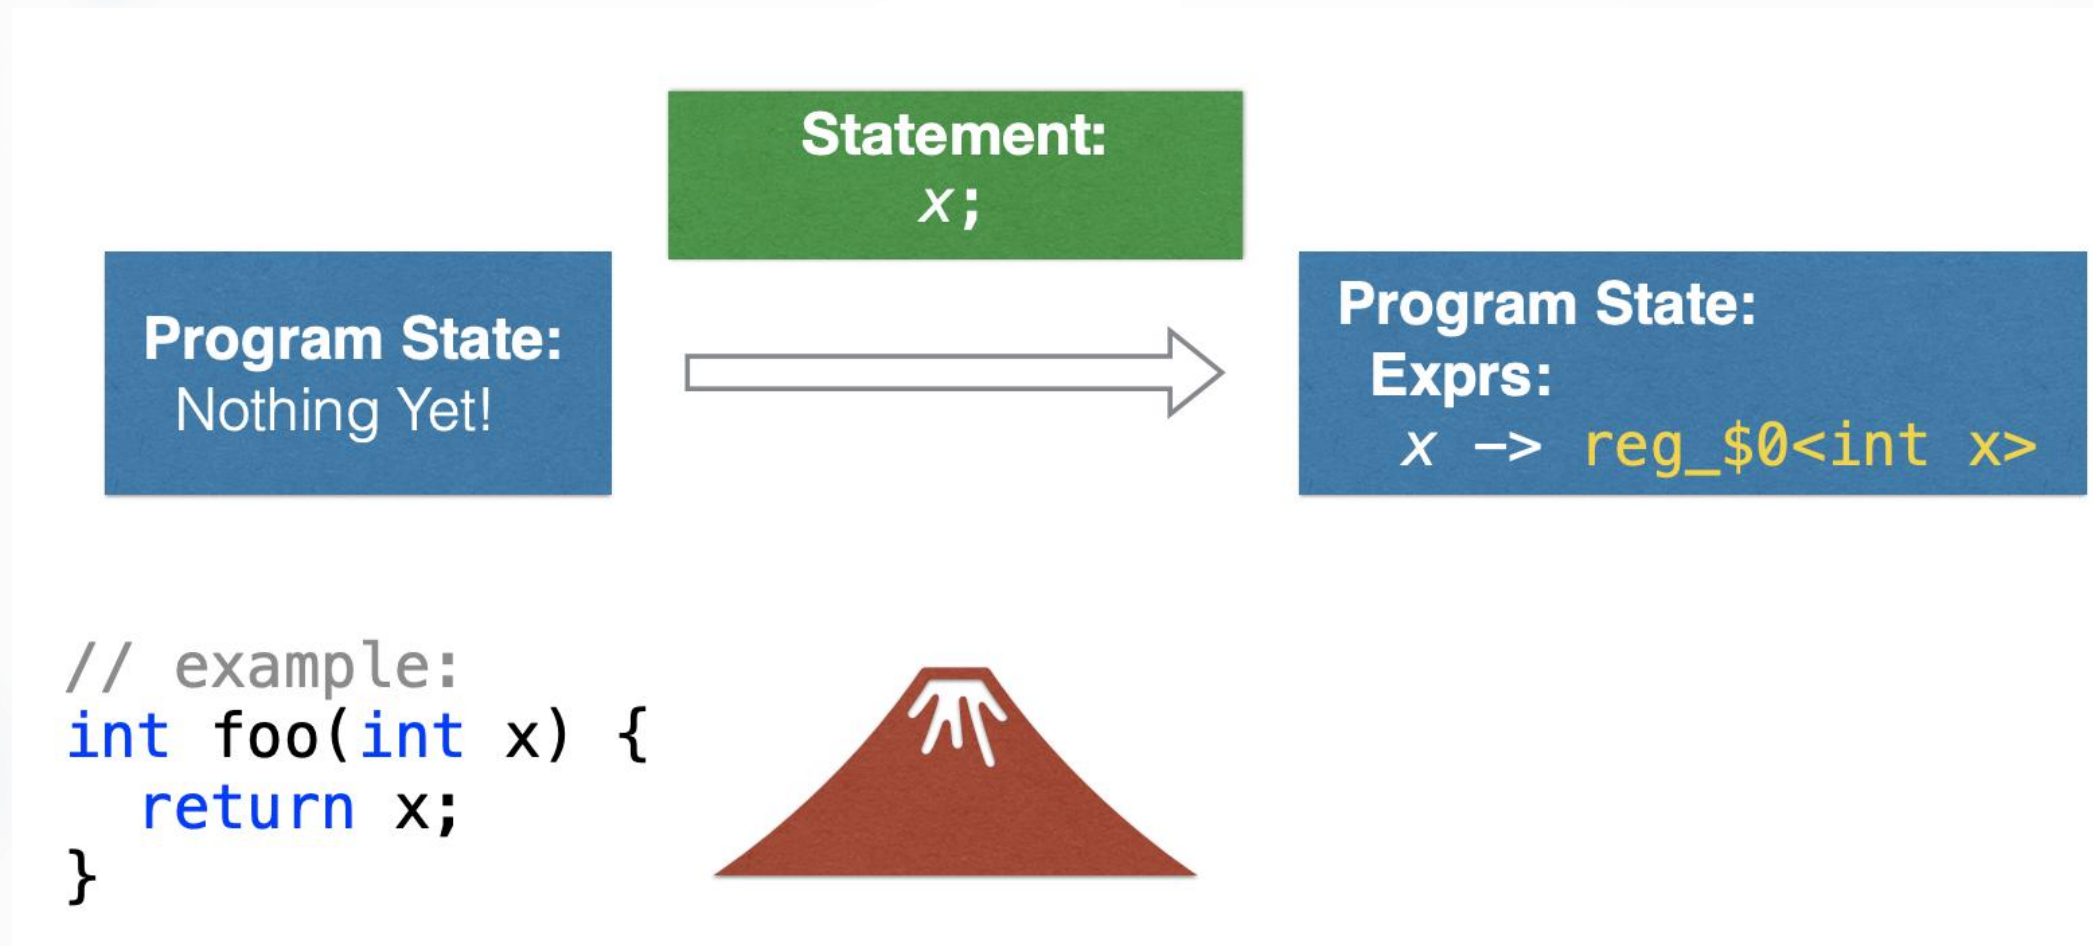 Statement:
x;
Program State:
Nothing Yet!
Program State:
Exprs:
x -> reg_$0<int x>
// example:
int foo(int x) {
  return x;
}